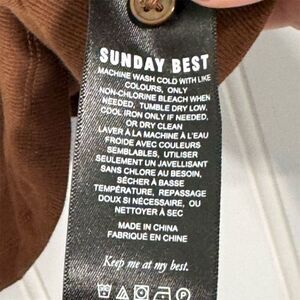 SUNDAY BEST
MACHINE WASH COLD WITH LIKE
COLOURS, ONLY
NON-CHLORINE BLEACH WHEN
NEEDED, TUMBLE DRY LOW,
COOL IRON ONLY IF NEEDED,
OR DRY CLEAN
LAVER À LA MACHINE À L'EAU
FROIDE AVEC COULEURS
SEMBLABLES, UTILISER
SEULEMENT UN JAVELLISANT
SANS CHLORE AU BESOIN,
SÉCHER À BASSE
TEMPÉRATURE, REPASSAGE
DOUX SI NÉCESSAIRE, OU
NETTOYER À SEC
MADE IN CHINA
FABRIQUÉ EN CHINE
Keep me at my best.